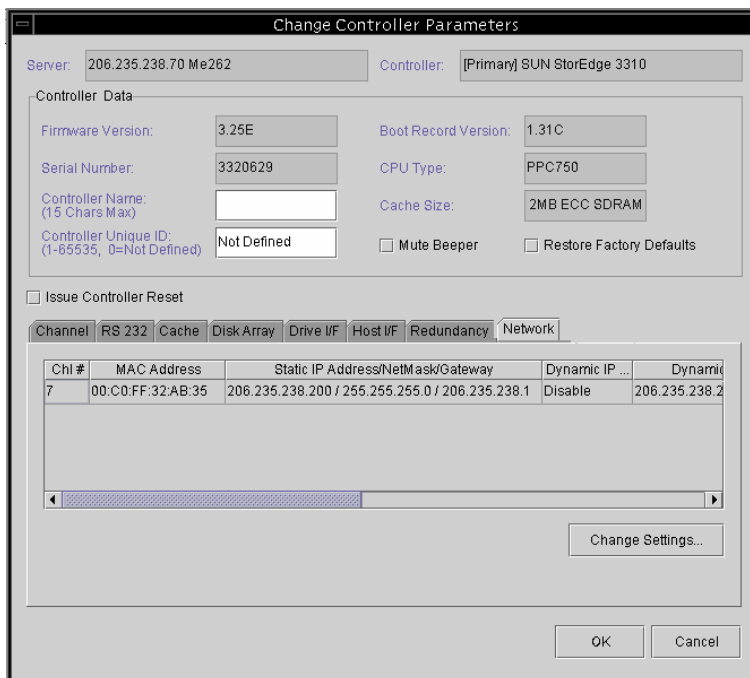 Change Controller Parameters
Server: 206.235.238.70 Me262 Controller: [Primary] SUN StorEdge 3310
Controller Data
Firmware Version: 3.25E Boot Record Version: 1.31C
Serial Number: 3320629 CPU Type: PPC750
Controller Name:
(15 Chars Max)
Cache Size: 2MB ECC SDRAM
Controller Unique ID:
(1-65535, 0=Not Defined)
Not Defined Mute Beeper Restore Factory Defaults
Issue Controller Reset
Channel RS 232 Cache Disk Array Drive I/F Host I/F Redundancy Network
Chl # MAC Address Static IP Address/NetMask/Gateway Dynamic IP ... Dynamic
7 00:C0:FF:32:AB:35 206.235.238.200 / 255.255.255.0 / 206.235.238.1 Disable 206.235.238.2
Change Settings...
OK Cancel